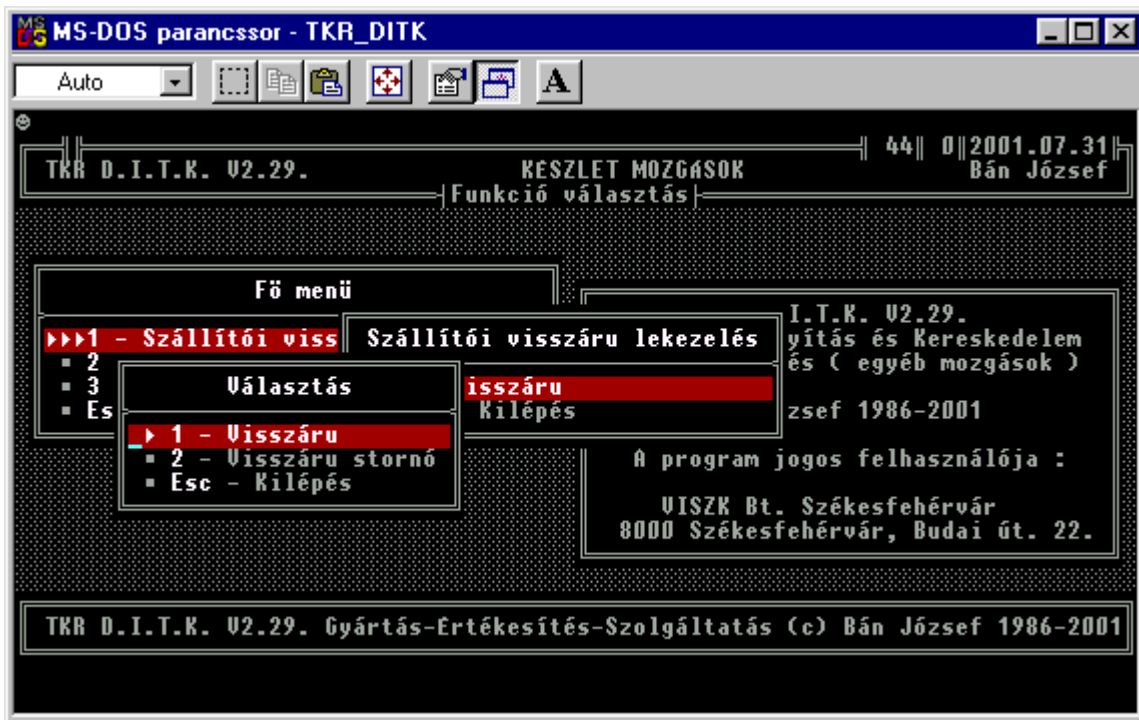 MS-DOS parancssor - TKR_DITK
Auto
A
44 0 2001.07.31
TKR D.I.T.K. V2.29. KÉSZLET MOZGÁSOK Bán József
Funkció választás
Fö menü
I.T.K. V2.29.
1 - Szállítói viss
Szállítói visszáru lekezelés
yítás és Kereskedelem
2
és ( egyéb mozgások )
3
Választás
isszáru
Es
Kilépés
zsef 1986-2001
1 - Visszáru
2 - Visszáru stornó
A program jogos felhasználója :
Esc - Kilépés
VISZK Bt. Székesfehérvár
8000 Székesfehérvár, Budai út. 22.
TKR D.I.T.K. V2.29. Gyártás-Értékesítés-Szolgáltatás (c) Bán József 1986-2001